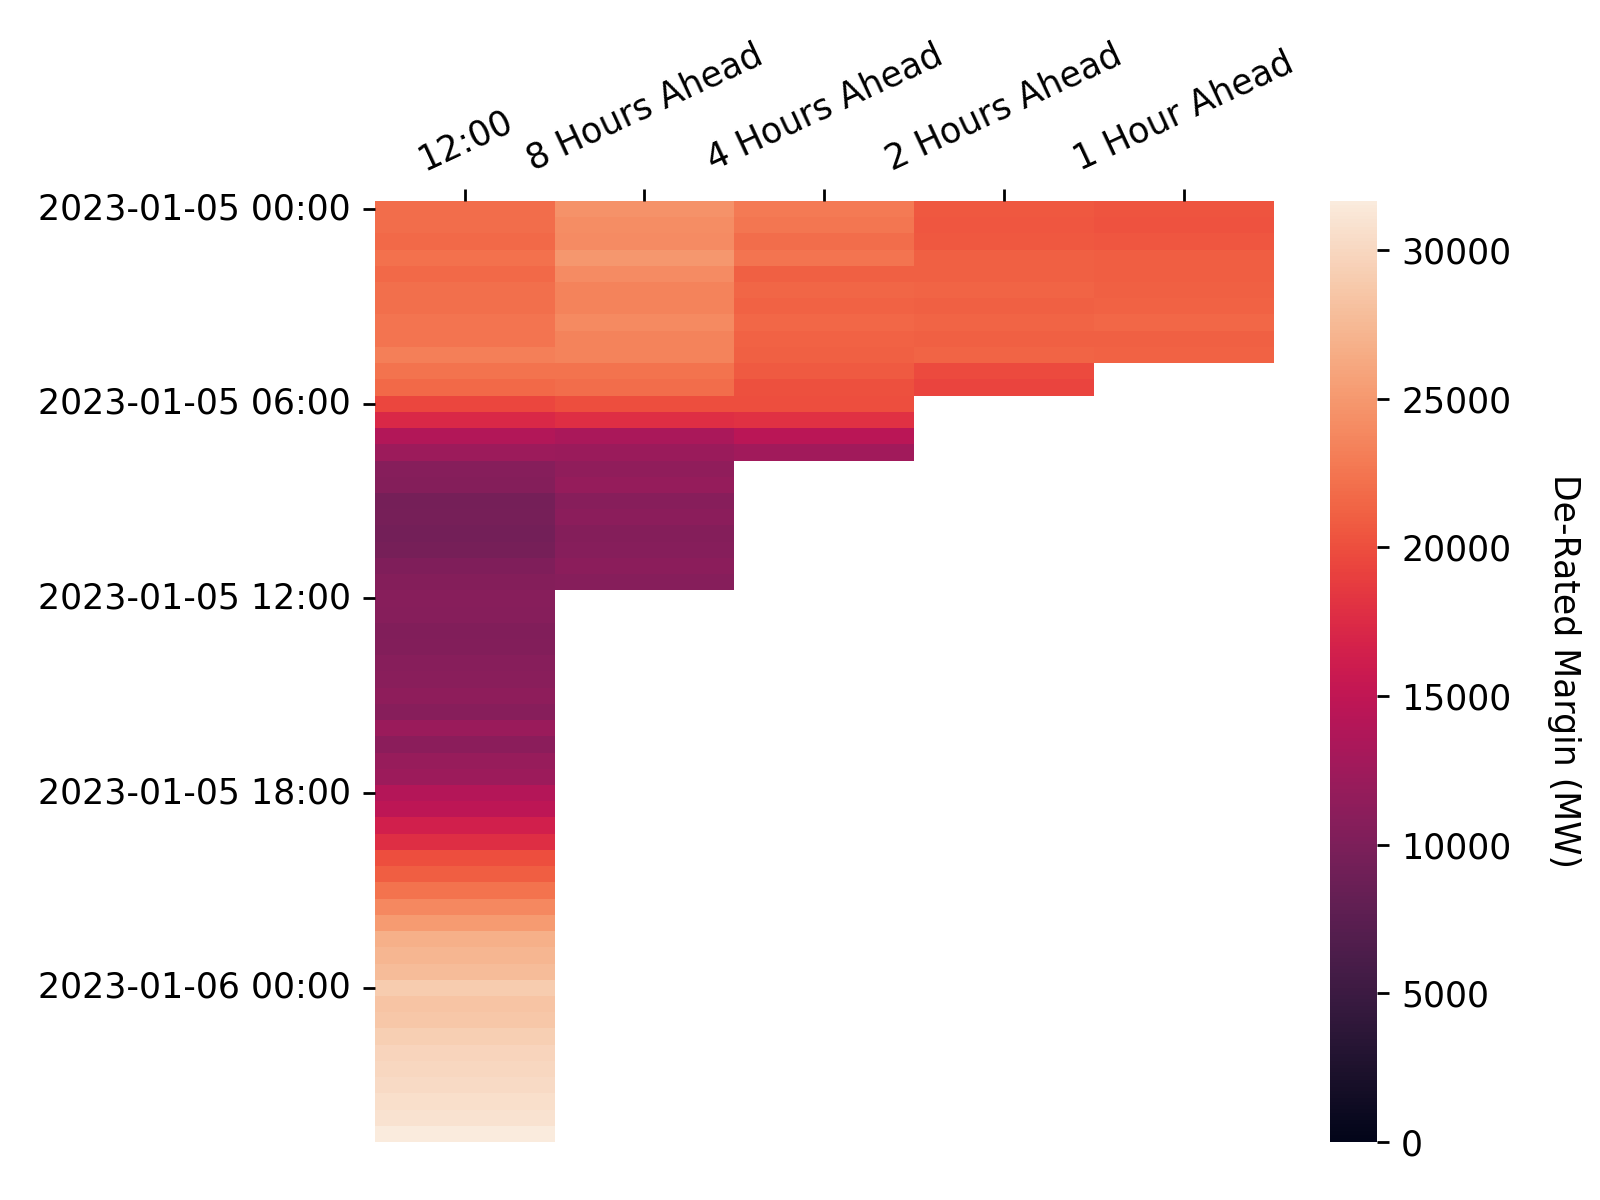 12:00
8 Hours Ahead
4 Hours Ahead
2 Hours Ahead
1 Hour Ahead
2023-01-05 00:00
2023-01-05 06:00
2023-01-05 12:00
2023-01-05 18:00
2023-01-06 00:00
30000
25000
20000
15000
10000
5000
0
De-Rated Margin (MW)